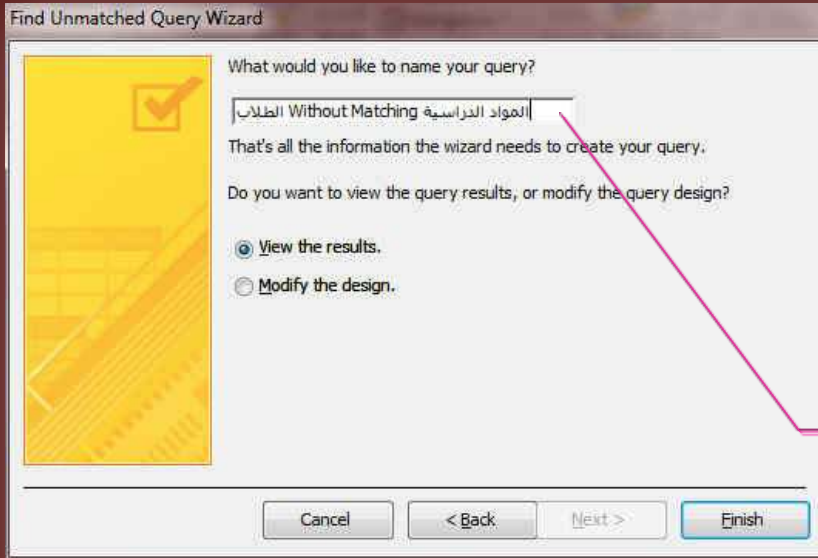 Find Unmatched Query Wizard
What would you like to name your query?
الطلاب Without Matching المواد الدراسية
That's all the information the wizard needs to create your query.
Do you want to view the query results, or modify the query design?
View the results.
Modify the design.
Cancel
< Back
Next >
Finish